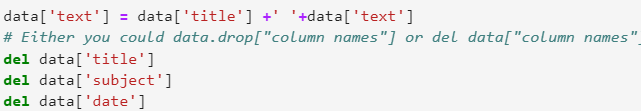 data['text'] = data['title'] +' '+data['text']
# Either you could data.drop["column names"] or del data["column names"]
del data['title']
del data['subject']
del data['date']